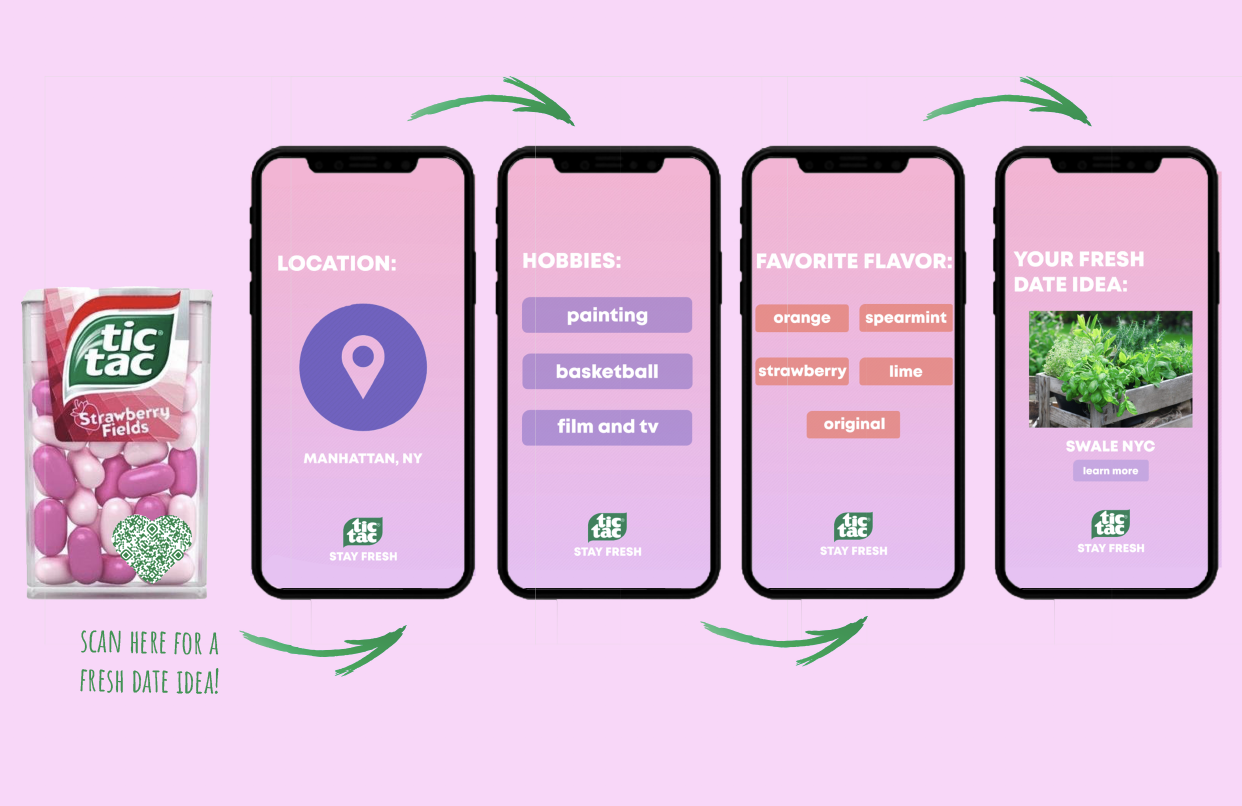 tic
tac
Strawberry
Fields
SCAN HERE FOR A
FRESH DATE IDEA!
LOCATION:
MANHATTAN, NY
tic
tac
STAY FRESH
HOBBIES:
painting
basketball
film and tv
tic
tac
STAY FRESH
FAVORITE FLAVOR:
orange spearmint
strawberry lime
original
tic
tac
STAY FRESH
YOUR FRESH
DATE IDEA:
SWALE NYC
learn more
tic
tac
STAY FRESH